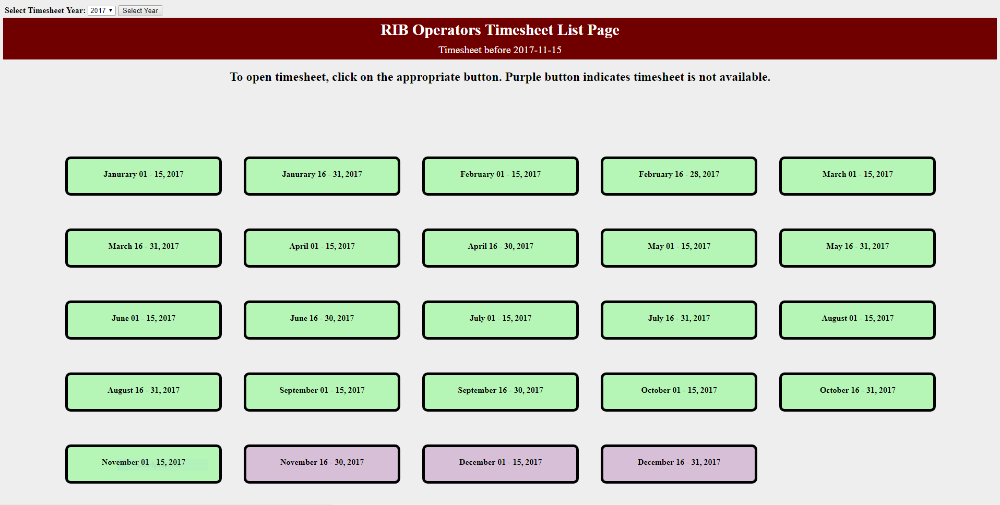 Select Timesheet Year: 2017 Select Year
RIB Operators Timesheet List Page
Timesheet before 2017-11-15
To open timesheet, click on the appropriate button. Purple button indicates timesheet is not available.
Janurary 01 - 15, 2017
Janurary 16 - 31, 2017
February 01 - 15, 2017
February 16 - 28, 2017
March 01 - 15, 2017
March 16 - 31, 2017
April 01 - 15, 2017
April 16 - 30, 2017
May 01 - 15, 2017
May 16 - 31, 2017
June 01 - 15, 2017
June 16 - 30, 2017
July 01 - 15, 2017
July 16 - 31, 2017
August 01 - 15, 2017
August 16 - 31, 2017
September 01 - 15, 2017
September 16 - 30, 2017
October 01 - 15, 2017
October 16 - 31, 2017
November 01 - 15, 2017
November 16 - 30, 2017
December 01 - 15, 2017
December 16 - 31, 2017